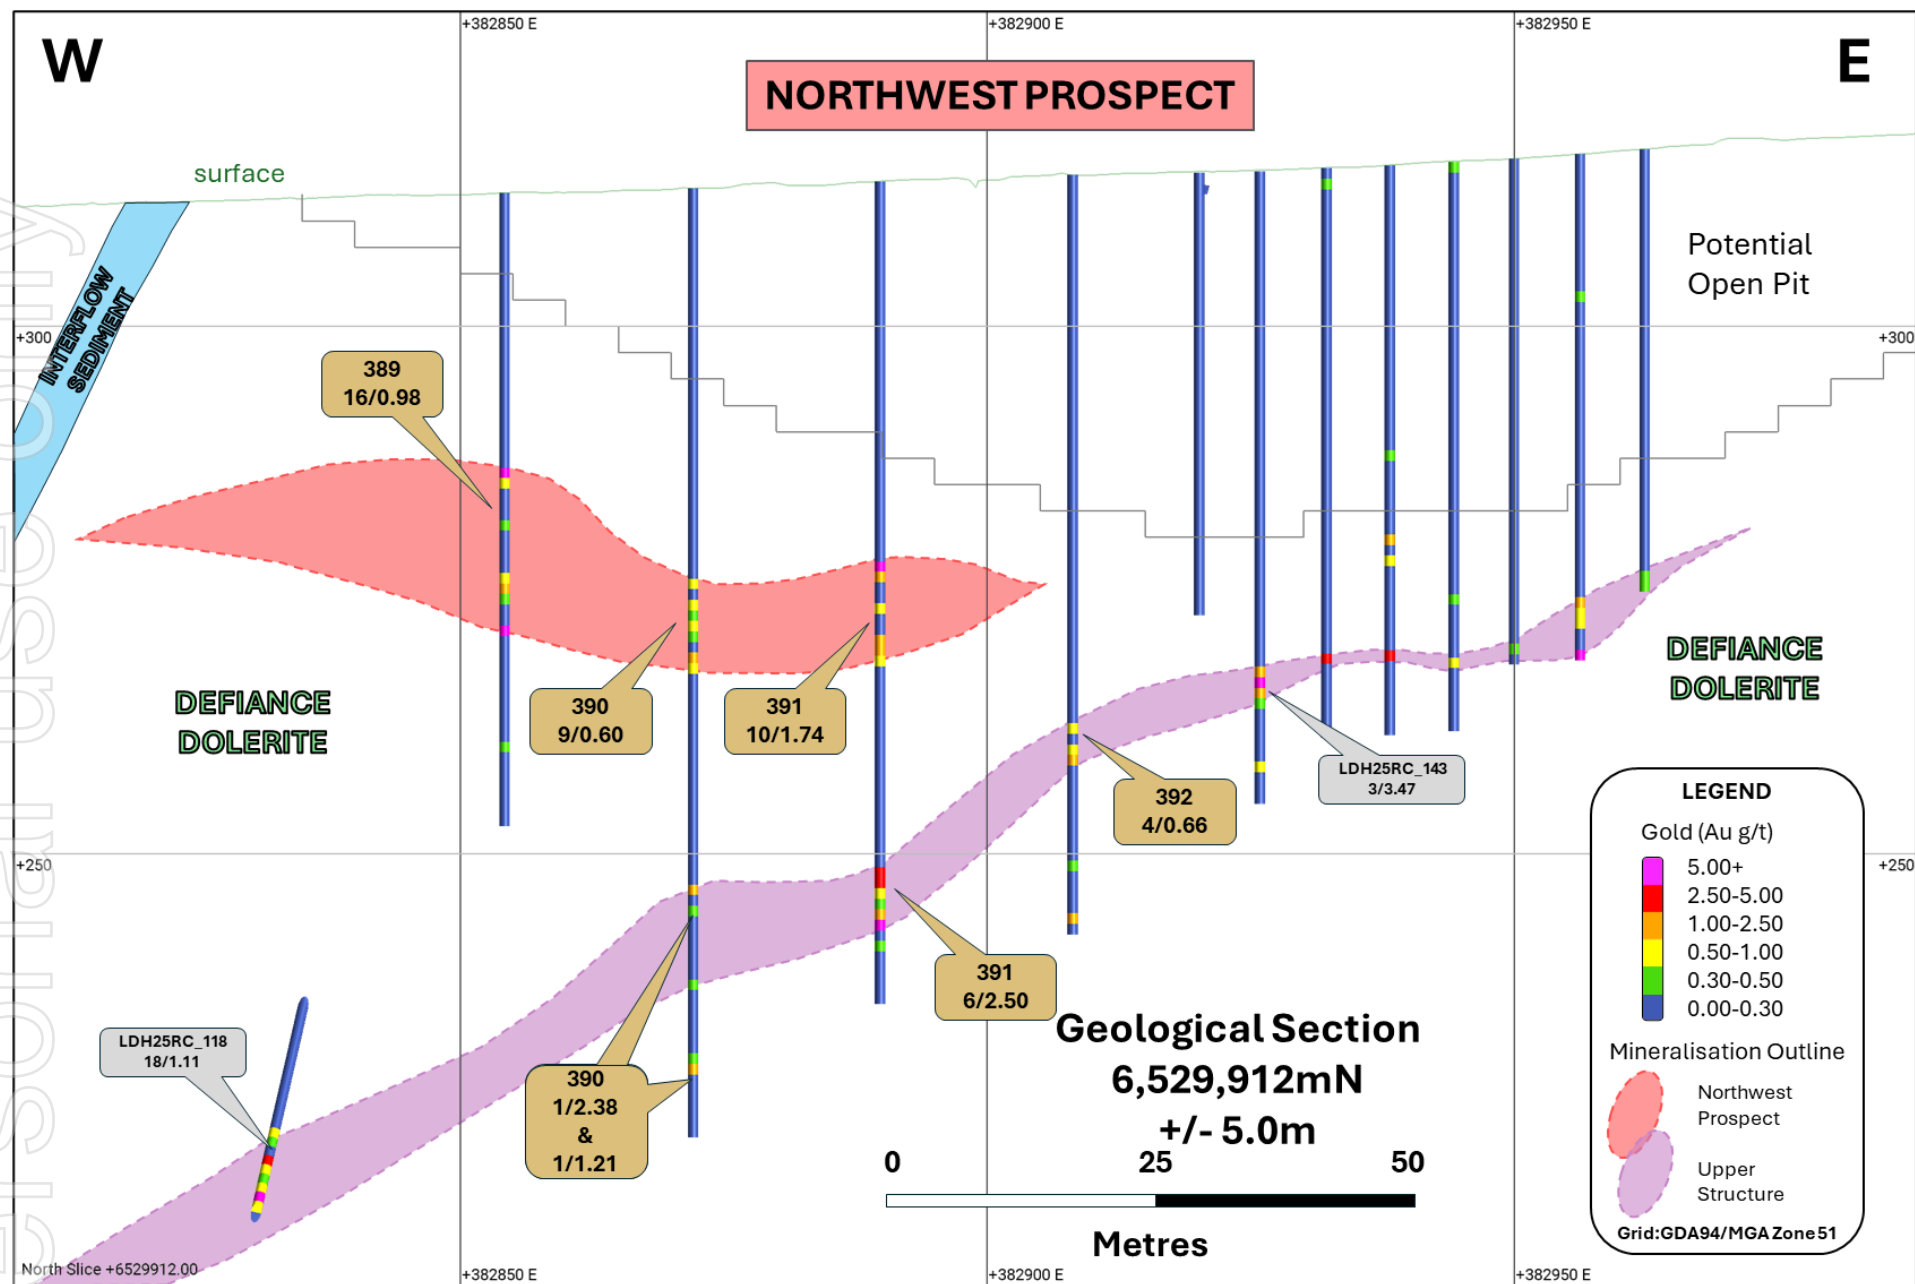 +382850 E
+382900 E
+382950 E
W
E
NORTHWEST PROSPECT
surface
Potential
Open Pit
INTERFLOW
SEDIMENT
+300
+300
389
16/0.98
390
9/0.60
391
10/1.74
DEFIANCE
DOLERITE
DEFIANCE
DOLERITE
392
4/0.66
LDH25RC_143
3/3.47
+250
+250
391
6/2.50
LDH25RC_118
18/1.11
390
1/2.38
&
1/1.21
Geological Section
6,529,912mN
+/- 5.0m
0 25 50
Metres
LEGEND
Gold (Au g/t)
5.00+
2.50-5.00
1.00-2.50
0.50-1.00
0.30-0.50
0.00-0.30
Mineralisation Outline
Northwest
Prospect
Upper
Structure
Grid:GDA94/MGA Zone 51
North Slice +6529912.00
+382850 E
+382900 E
+382950 E
ersonal use only